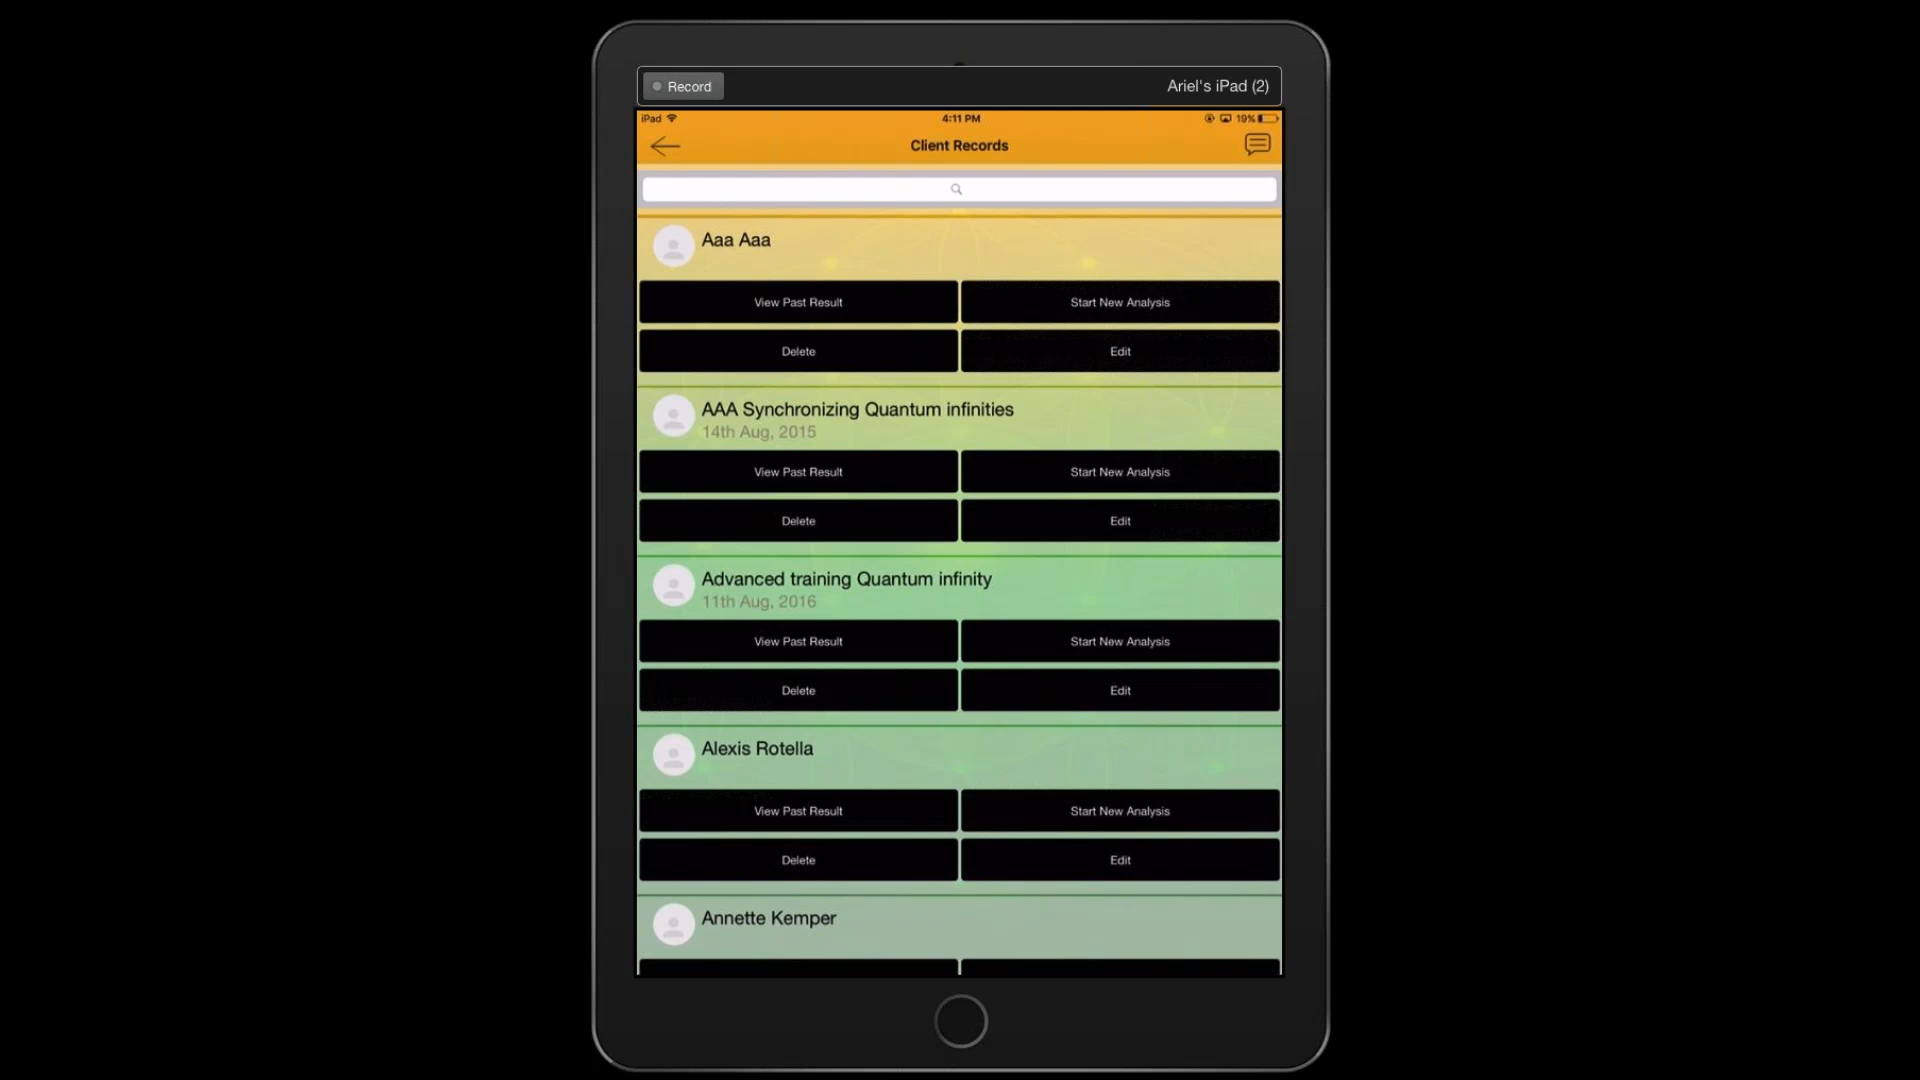 Record
Ariel's iPad (2)
iPad
4:11 PM
19%
Client Records
Aaa Aaa
View Past Result
Start New Analysis
Delete
Edit
AAA Synchronizing Quantum infinities
14th Aug, 2015
View Past Result
Start New Analysis
Delete
Edit
Advanced training Quantum infinity
11th Aug, 2016
View Past Result
Start New Analysis
Delete
Edit
Alexis Rotella
View Past Result
Start New Analysis
Delete
Edit
Annette Kemper